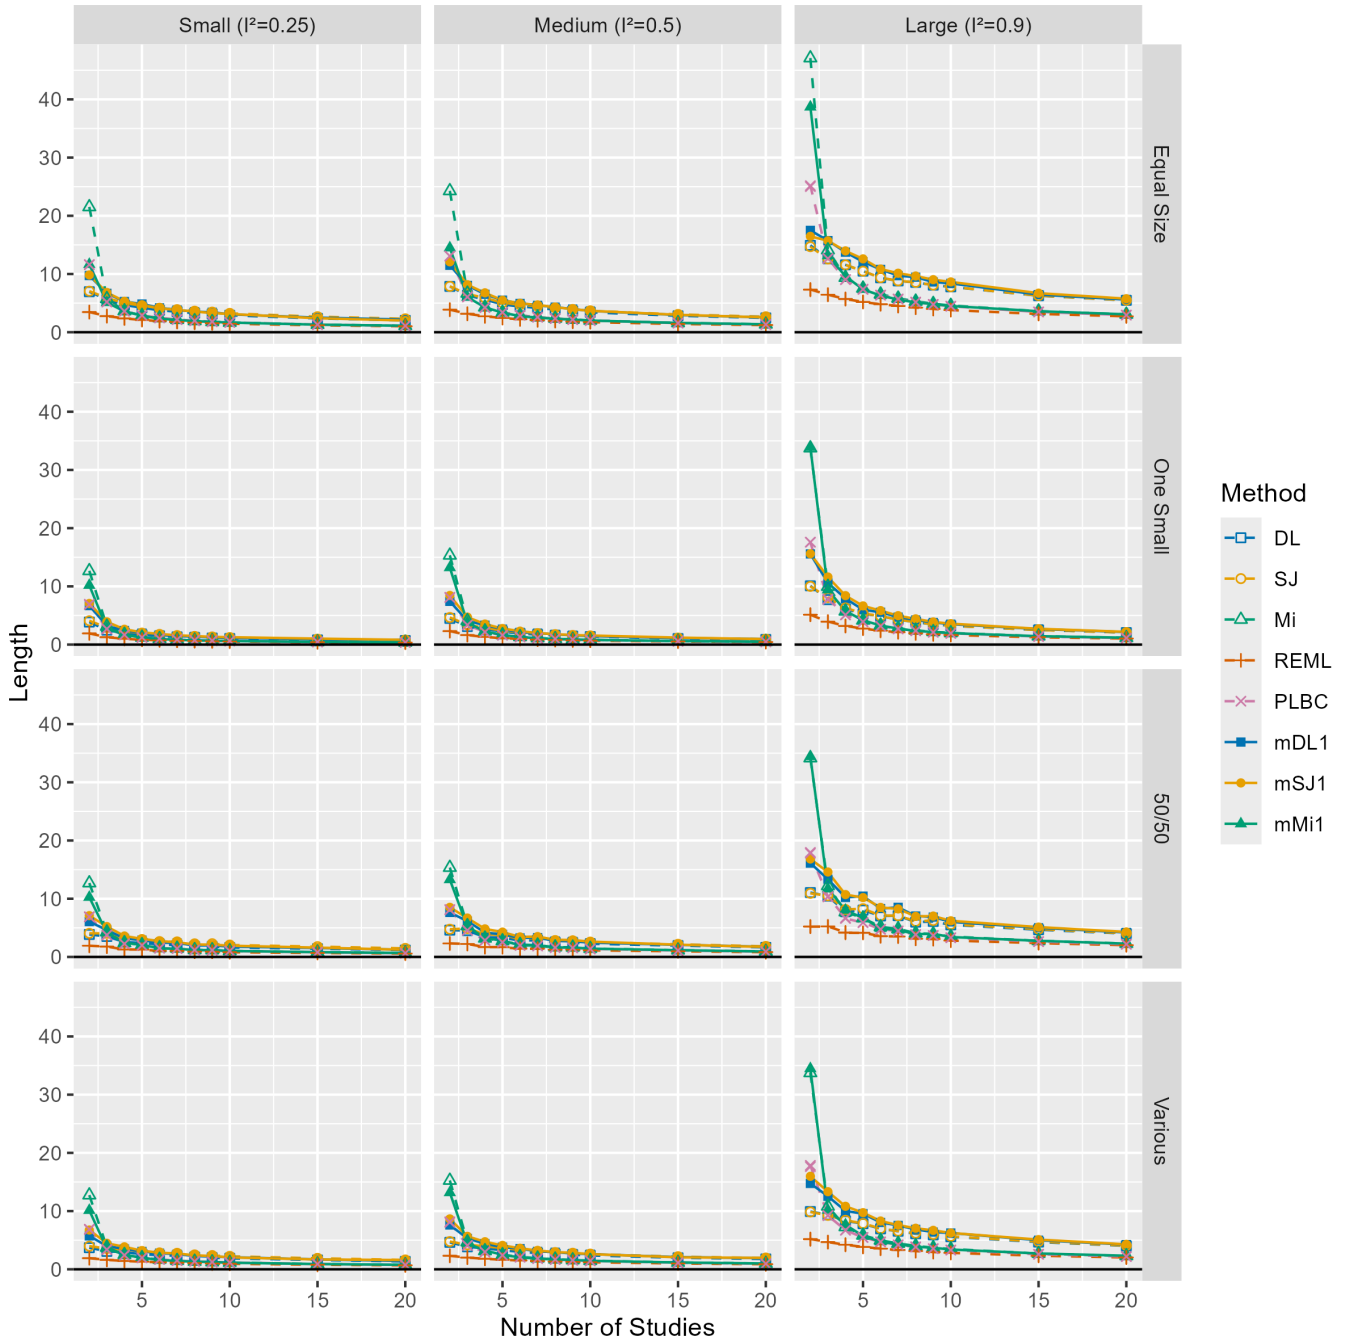 Small (I²=0.25)
Medium (I²=0.5)
Large (I²=0.9)
40
30
20
10
0
Equal Size
40
30
20
10
0
One Small
40
30
20
10
0
50/50
40
30
20
10
0
Various
5
10
15
20
5
10
15
20
5
10
15
20
Number of Studies
Length
Method
DL
SJ
Mi
REML
PLBC
mDL1
mSJ1
mMi1